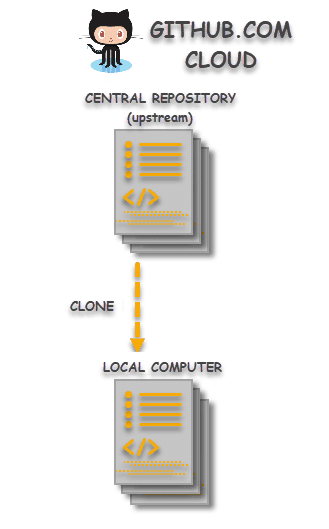 GITHUB.COM
CLOUD
CENTRAL REPOSITORY
(upstream)
</>
CLONE
LOCAL COMPUTER
</>